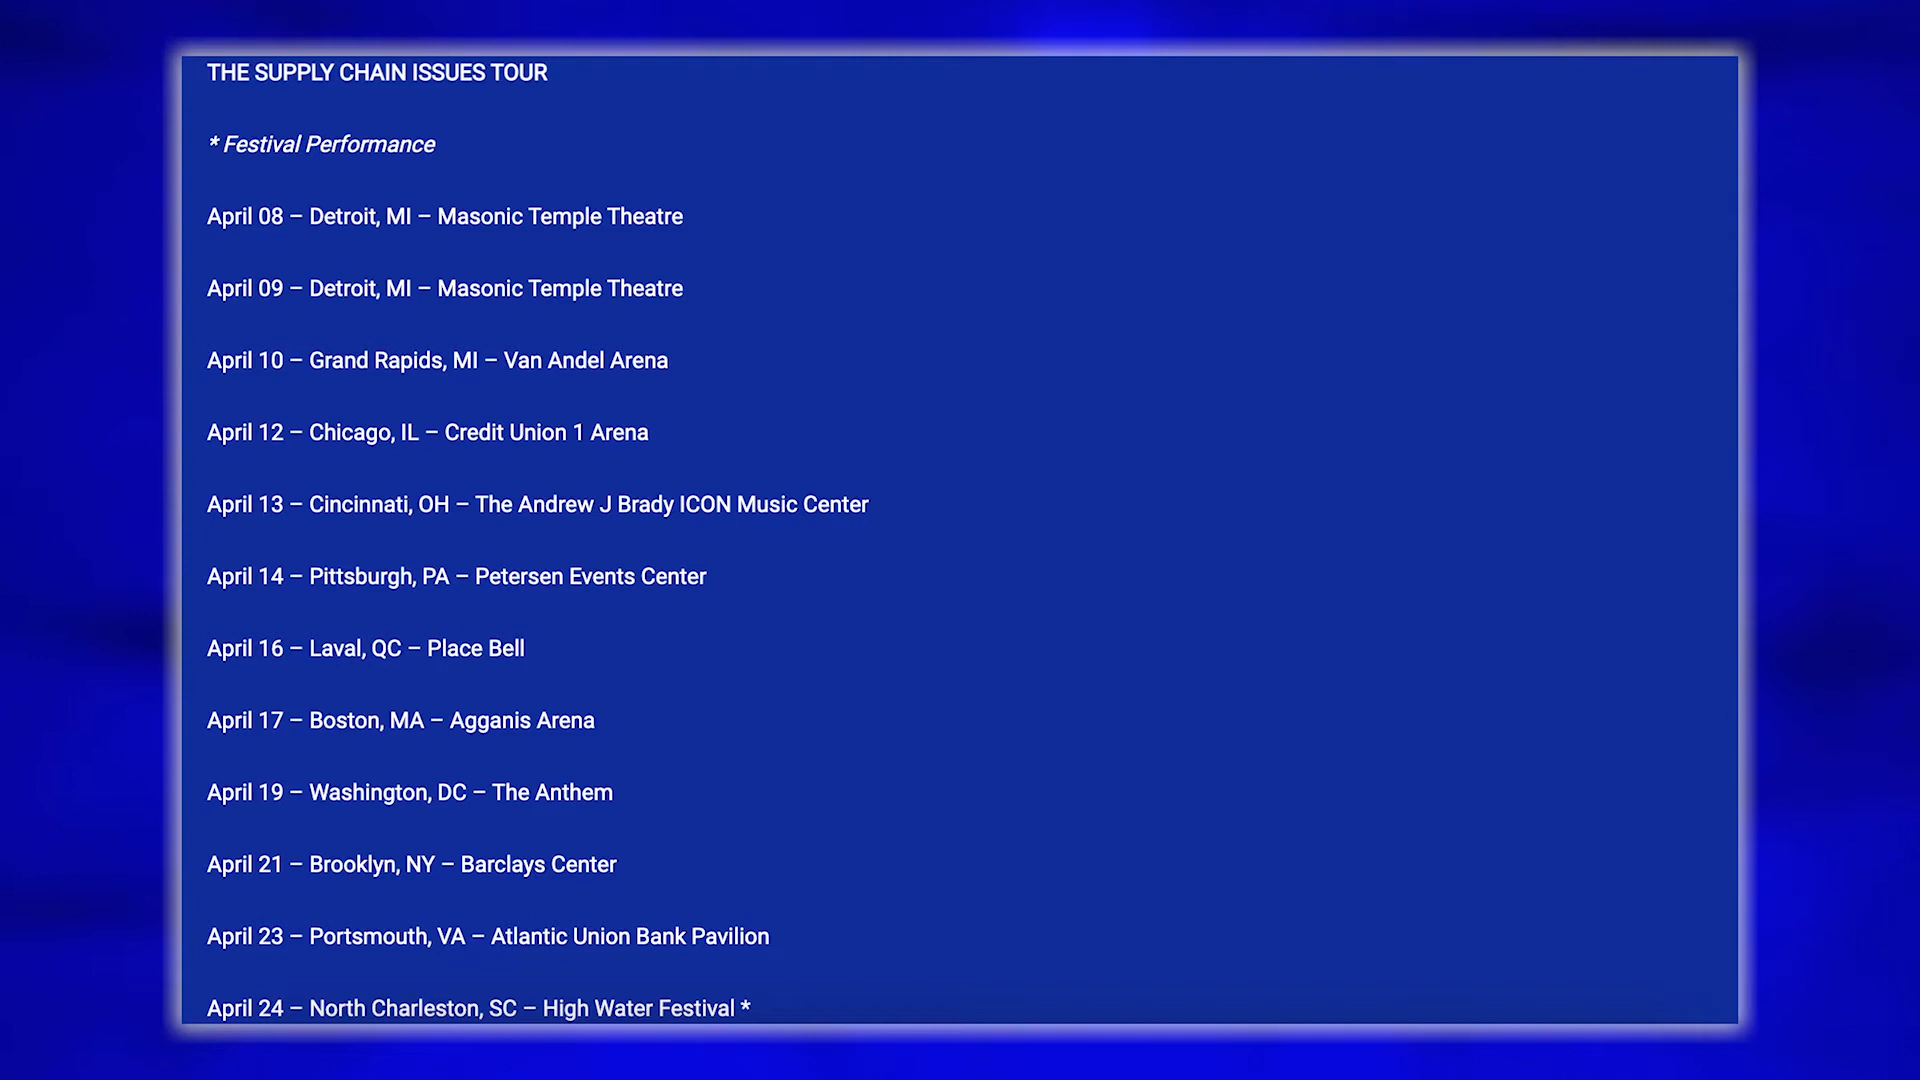 THE SUPPLY CHAIN ISSUES TOUR
* Festival Performance
April 08 – Detroit, MI – Masonic Temple Theatre
April 09 – Detroit, MI – Masonic Temple Theatre
April 10 – Grand Rapids, MI – Van Andel Arena
April 12 – Chicago, IL – Credit Union 1 Arena
April 13 – Cincinnati, OH – The Andrew J Brady ICON Music Center
April 14 – Pittsburgh, PA – Petersen Events Center
April 16 – Laval, QC – Place Bell
April 17 – Boston, MA – Agganis Arena
April 19 – Washington, DC – The Anthem
April 21 – Brooklyn, NY – Barclays Center
April 23 – Portsmouth, VA – Atlantic Union Bank Pavilion
April 24 – North Charleston, SC – High Water Festival *